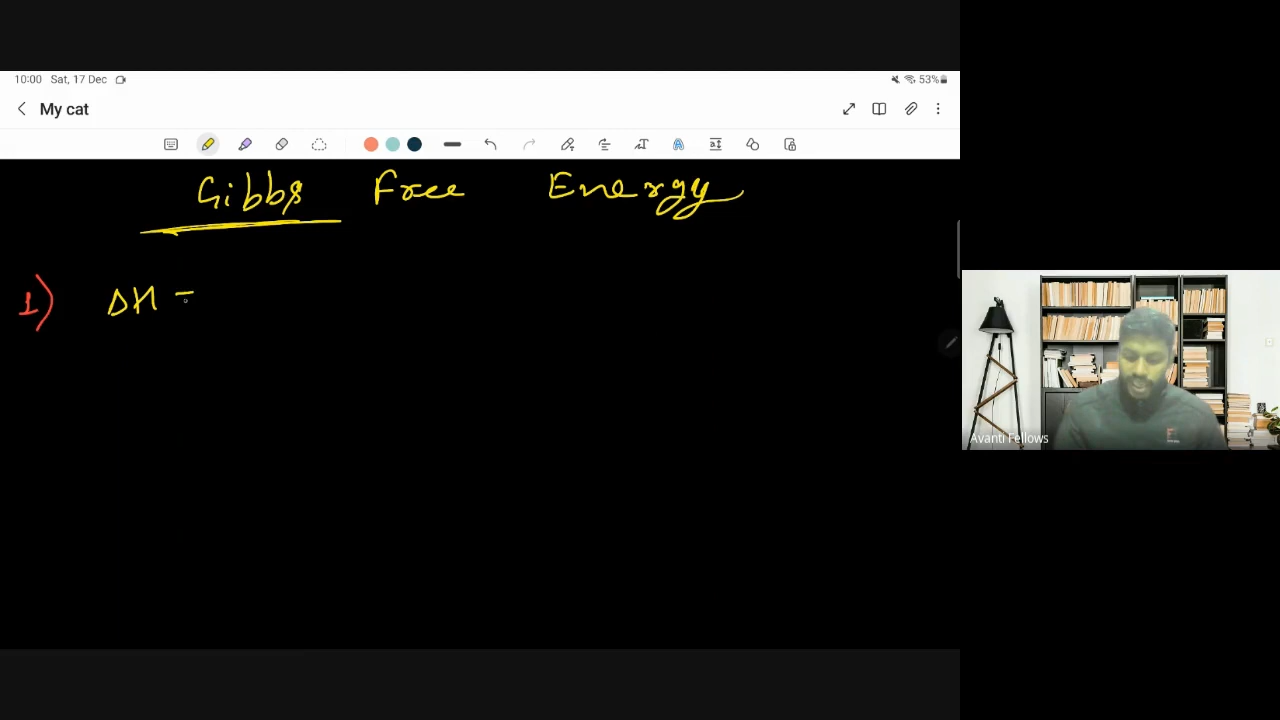 10:00 Sat, 17 Dec 53%
My cat
Gibbs Free Energy
1) ΔH =
Avanti Fellows